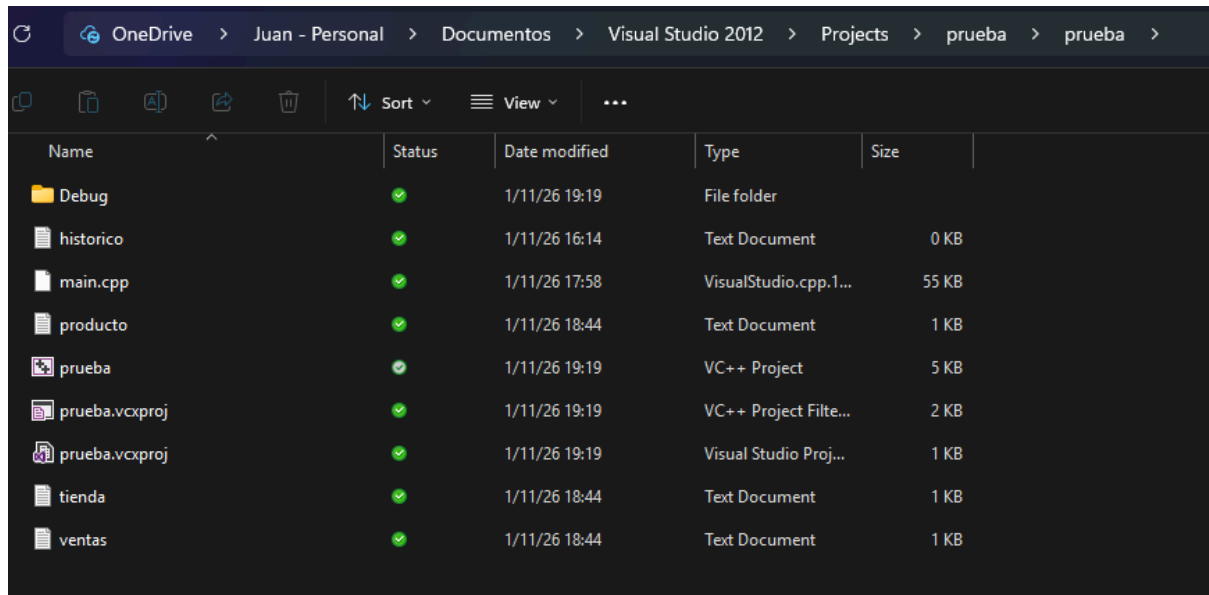 OneDrive > Juan - Personal > Documentos > Visual Studio 2012 > Projects > prueba > prueba >
Sort View ...
Name Status Date modified Type Size
Debug 1/11/26 19:19 File folder
historico 1/11/26 16:14 Text Document 0 KB
main.cpp 1/11/26 17:58 VisualStudio.cpp.1... 55 KB
producto 1/11/26 18:44 Text Document 1 KB
prueba 1/11/26 19:19 VC++ Project 5 KB
prueba.vcxproj 1/11/26 19:19 VC++ Project Filte... 2 KB
prueba.vcxproj 1/11/26 19:19 Visual Studio Proj... 1 KB
tienda 1/11/26 18:44 Text Document 1 KB
ventas 1/11/26 18:44 Text Document 1 KB